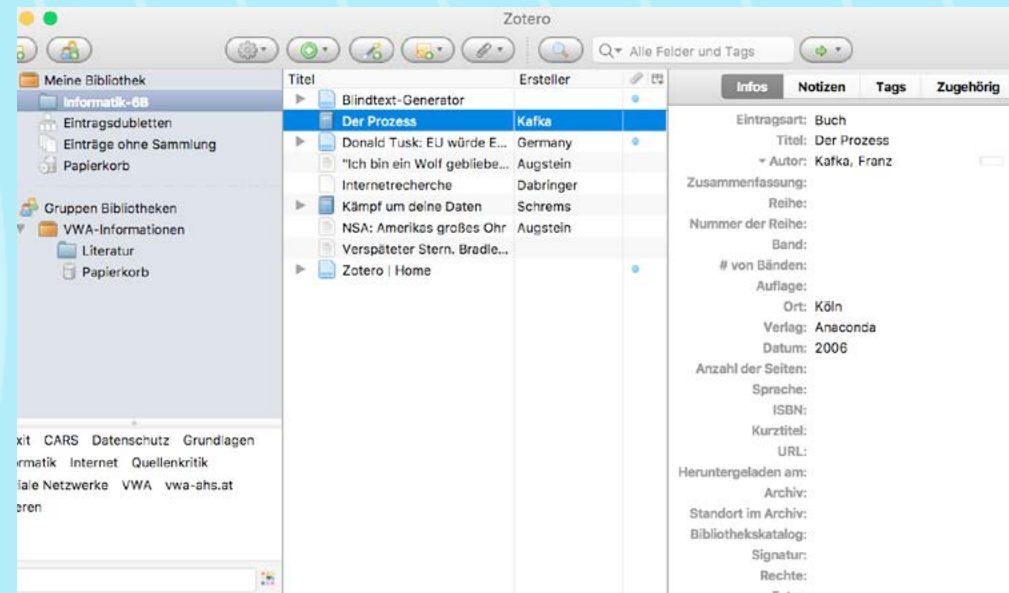 Zotero
Alle Felder und Tags
Meine Bibliothek
Informatik-6B
Eintragsdubletten
Einträge ohne Sammlung
Papierkorb
Gruppen Bibliotheken
VWA-Informationen
Literatur
Papierkorb
xit CARS Datenschutz Grundlagen
rmatik Internet Quellenkritik
iale Netzwerke VWA vwa-ahs.at
eren
Titel Ersteller
Blindtext-Generator
Der Prozess Kafka
Donald Tusk: EU würde E... Germany
"Ich bin ein Wolf gebliebe... Augstein
Internetrecherche Dabringer
Kämpf um deine Daten Schrems
NSA: Amerikas großes Ohr Augstein
Verspäteter Stern. Bradle...
Zotero | Home
Infos Notizen Tags Zugehörig
Eintragsart: Buch
Titel: Der Prozess
Autor: Kafka, Franz
Zusammenfassung:
Reihe:
Nummer der Reihe:
Band:
# von Bänden:
Auflage:
Ort: Köln
Verlag: Anaconda
Datum: 2006
Anzahl der Seiten:
Sprache:
ISBN:
Kurztitel:
URL:
Heruntergeladen am:
Archiv:
Standort im Archiv:
Bibliothekskatalog:
Signatur:
Rechte: